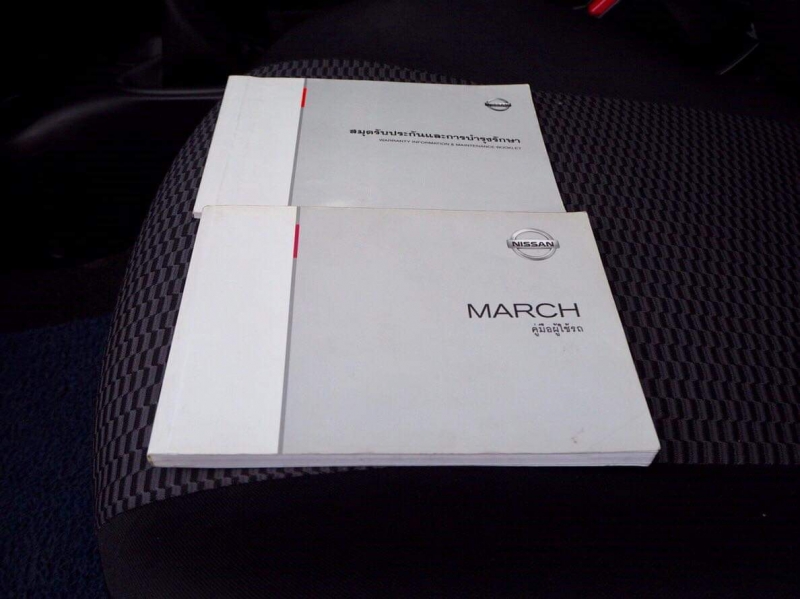 NISSAN
สมุดรับประกันและการบำรุงรักษา
WARRANTY INFORMATION & MAINTENANCE BOOKLET
NISSAN
MARCH
คู่มือผู้ใช้รถ